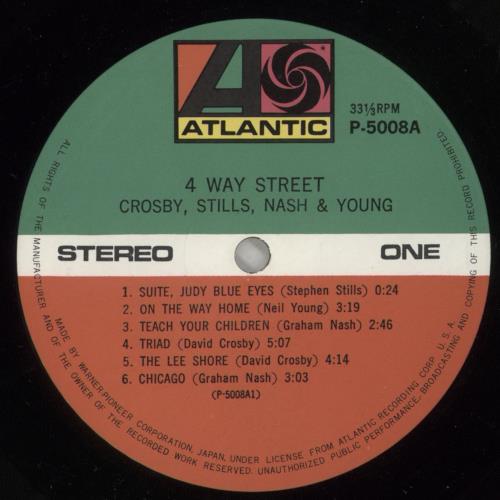 ATLANTIC
33⅓RPM
P-5008A
4 WAY STREET
CROSBY, STILLS, NASH & YOUNG
STEREO
ONE
1. SUITE, JUDY BLUE EYES (Stephen Stills) 0:24
2. ON THE WAY HOME (Neil Young) 3:19
3. TEACH YOUR CHILDREN (Graham Nash) 2:46
4. TRIAD (David Crosby) 5:07
5. THE LEE SHORE (David Crosby) 4:14
6. CHICAGO (Graham Nash) 3:03
(P-5008A1)
ALL RIGHTS OF THE MANUFACTURER AND OF THE OWNER OF THE RECORDED WORK RESERVED. UNAUTHORIZED PUBLIC PERFORMANCE, BROADCASTING AND COPYING OF THIS RECORD PROHIBITED.
MADE BY WARNER-PIONEER CORPORATION, JAPAN, UNDER LICENSE FROM ATLANTIC RECORDING CORP. U.S.A.